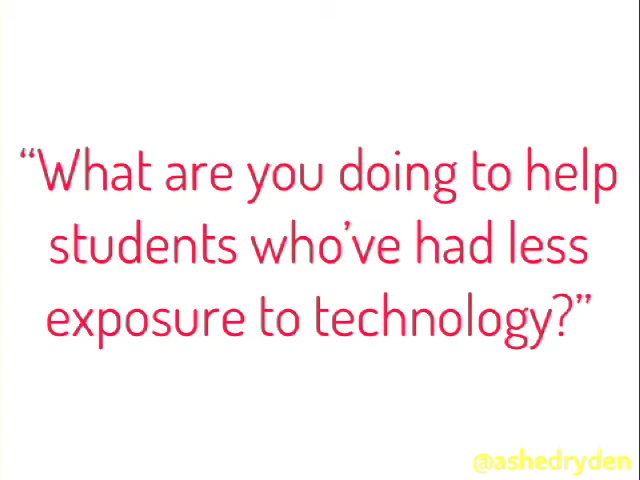 “What are you doing to help
students who’ve had less
exposure to technology?”
@ashedryden